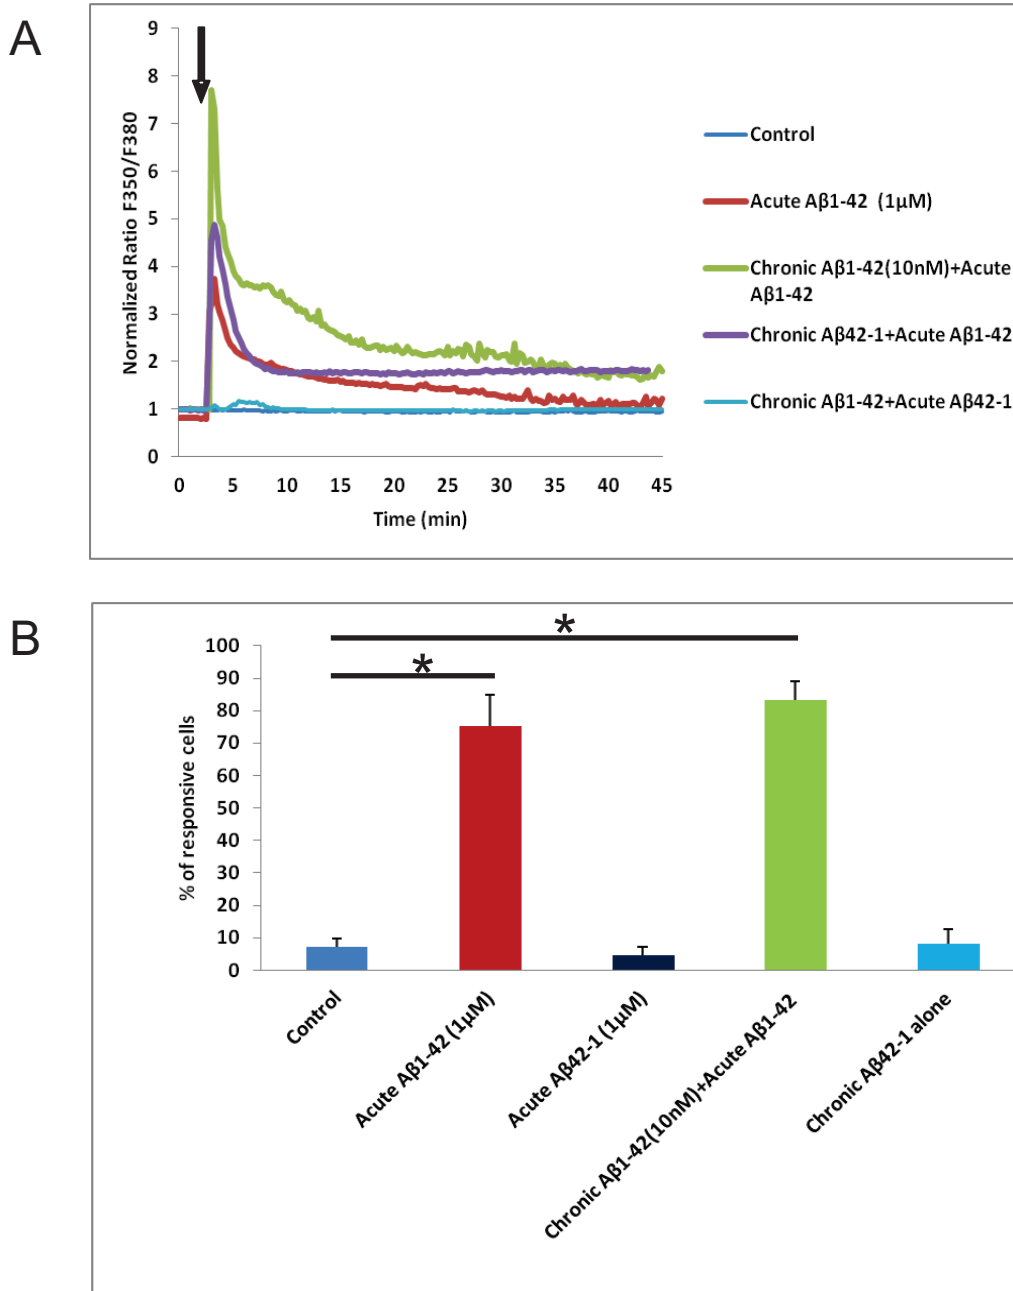 A
9
8
7
6
5
4
3
2
1
0
Normalized Ratio F350/F380
0 5 10 15 20 25 30 35 40 45
Time (min)
Control
Acute Aβ1-42 (1μM)
Chronic Aβ1-42(10nM)+Acute
Aβ1-42
Chronic Aβ42-1+Acute Aβ1-42
Chronic Aβ1-42+Acute Aβ42-1
B
100
90
80
70
60
50
40
30
20
10
0
% of responsive cells
*
*
Control
Acute Aβ1-42 (1μM)
Acute Aβ42-1 (1μM)
Chronic Aβ1-42(10nM)+Acute Aβ1-42
Chronic Aβ42-1 alone